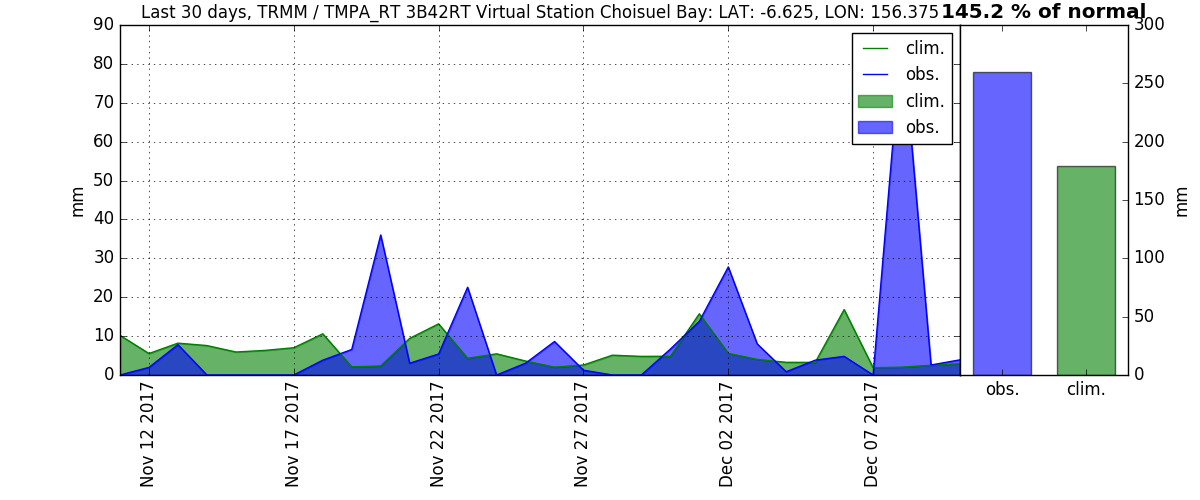 Last 30 days, TRMM / TMPA_RT 3B42RT Virtual Station Choisuel Bay: LAT: -6.625, LON: 156.375 145.2 % of normal
90
80
70
60
50
40
30
20
10
0
mm
clim.
obs.
clim.
obs.
Nov 12 2017
Nov 17 2017
Nov 22 2017
Nov 27 2017
Dec 02 2017
Dec 07 2017
300
250
200
150
100
50
0
mm
obs.
clim.